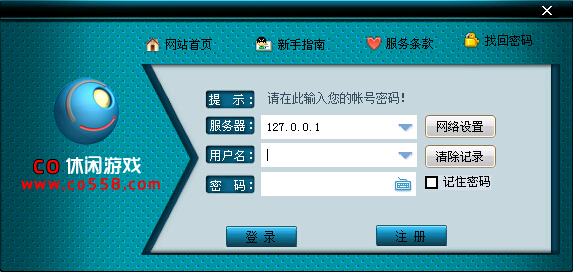 网站首页 新手指南 服务条款 找回密码
提 示： 请在此输入您的帐号密码！
服务器： 127.0.0.1 网络设置
用户名： 清除记录
密 码： 记住密码
CO 休闲游戏
www.co558.com
登 录 注 册